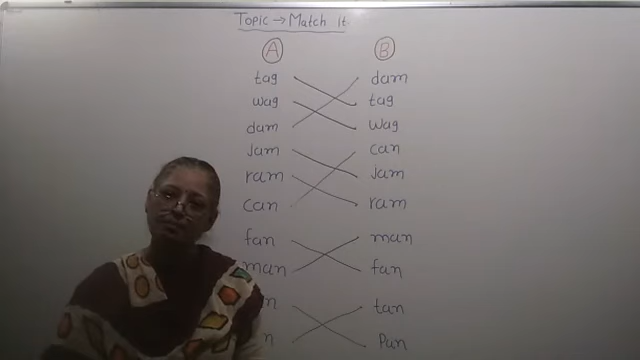 Topic → Match it
A B
tag dam
wag tag
dam wag
Jam can
ram Jam
can ram
fan man
man fan
tan
Pan